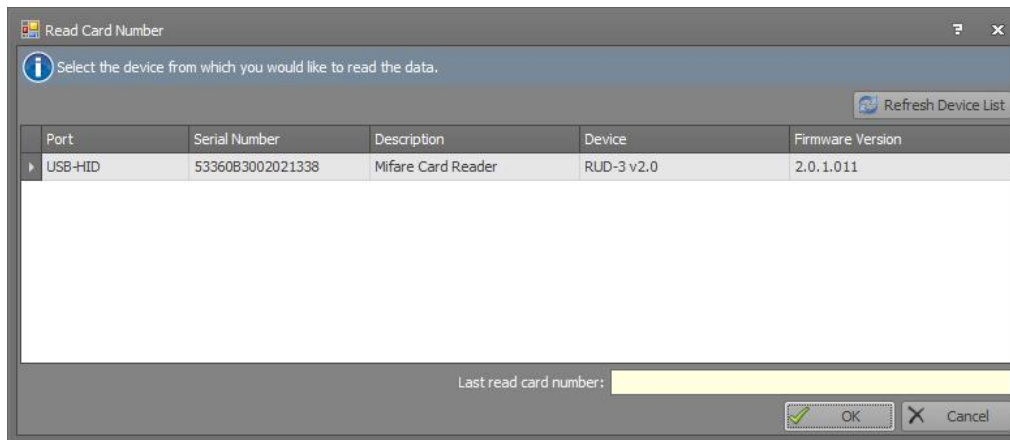 Read Card Number
Select the device from which you would like to read the data.
Refresh Device List
Port Serial Number Description Device Firmware Version
USB-HID 53360B3002021338 Mifare Card Reader RUD-3 v2.0 2.0.1.011
Last read card number:
OK Cancel